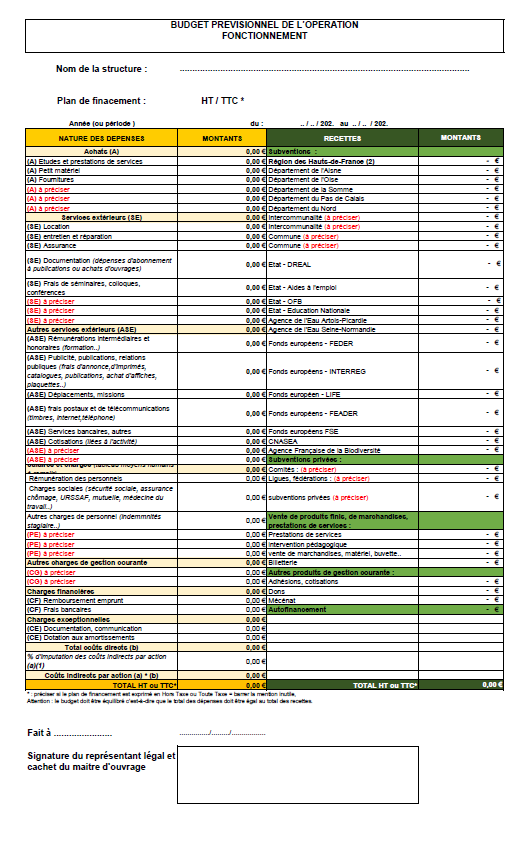 BUDGET PREVISIONNEL DE L'OPERATION
FONCTIONNEMENT
Nom de la structure : ..........................................................................................................
Plan de finacement : HT / TTC *
Année (ou période ) du : .. / .. / 202. au .. / .. / 202.
NATURE DES DEPENSES MONTANTS RECETTES MONTANTS
Achats (A) 0,00 € Subventions :
(A) Etudes et prestations de services 0,00 € Région des Hauts-de-France (2) - €
(A) Petit matériel 0,00 € Département de l'Aisne - €
(A) Fournitures 0,00 € Département de l'Oise - €
(A) à préciser 0,00 € Département de la Somme - €
(A) à préciser 0,00 € Département du Pas de Calais - €
(A) à préciser 0,00 € Département du Nord - €
Services extérieurs (SE) 0,00 € Intercommunalité (à préciser) - €
(SE) Location 0,00 € Intercommunalité (à préciser) - €
(SE) entretien et réparation 0,00 € Commune (à préciser) - €
(SE) Assurance 0,00 € Commune (à préciser) - €
(SE) Documentation (dépenses d'abonnement
à publications ou achats d'ouvrages) 0,00 € Etat - DREAL - €
(SE) Frais de séminaires, colloques,
conférences 0,00 € Etat - Aides à l'emploi - €
(SE) à préciser 0,00 € Etat - OFB - €
(SE) à préciser 0,00 € Etat - Education Nationale - €
(SE) à préciser 0,00 € Agence de l'Eau Artois-Picardie - €
Autres services extérieurs (ASE) 0,00 € Agence de l'Eau Seine-Normandie - €
(ASE) Rémunérations intermédiaires et
honoraires (formation..) 0,00 € Fonds européens - FEDER - €
(ASE) Publicité, publications, relations
publiques (frais d'annonce,d'imprimés,
catalogues, publications, achat d'affiches,
plaquettes..) 0,00 € Fonds européens - INTERREG - €
(ASE) Déplacements, missions 0,00 € Fonds européen - LIFE - €
(ASE) frais postaux et de télécommunications
(timbres, internet,téléphone) 0,00 € Fonds européens - FEADER - €
(ASE) Services bancaires, autres 0,00 € Fonds européens FSE - €
(ASE) Cotisations (liées à l'activité) 0,00 € CNASEA - €
(ASE) à préciser 0,00 € Agence Française de la Biodiversité - €
(ASE) à préciser 0,00 € Subventions privées :
0,00 € Comités : (à préciser) - €
Rémunération des personnels 0,00 € Ligues, fédérations : (à préciser) - €
Charges sociales (sécurité sociale, assurance
chômage, URSSAF, mutuelle, médecine du
travail..) 0,00 € subventions privées (à préciser) - €
Autres charges de personnel (indemnités
stagiaire..) 0,00 € Vente de produits finis, de marchandises,
prestations de services :
(PE) à préciser 0,00 € Prestations de services - €
(PE) à préciser 0,00 € Intervention pédagogique - €
(PE) à préciser 0,00 € vente de marchandises, matériel, buvette.. - €
Autres charges de gestion courante 0,00 € Billetterie - €
(CG) à préciser 0,00 € Autres produits de gestion courante :
(CG) à préciser 0,00 € Adhésions, cotisations - €
Charges financières 0,00 € Dons - €
(CF) Remboursement emprunt 0,00 € Mécénat - €
(CF) Frais bancaires 0,00 € Autofinancement - €
Charges exceptionnelles 0,00 €
(CE) Documentation, communication 0,00 €
(CE) Dotation aux amortissements 0,00 €
Total coûts directs (b) 0,00 €
% d'imputation des coûts indirects par action
(a)(1) 0,00 €
Coûts indirects par action (a) * (b) 0,00 €
TOTAL HT ou TTC* 0,00 € TOTAL HT ou TTC* 0,00 €
* : préciser si le plan de financement est exprimé en Hors Taxe ou Toute Taxe = barrer la mention inutile,
Attention : le budget doit être équilibré c'est-à-dire que le total des dépenses doit être égal au total des recettes.
Fait à ........................ ............../......../................
Signature du représentant légal et
cachet du maitre d'ouvrage